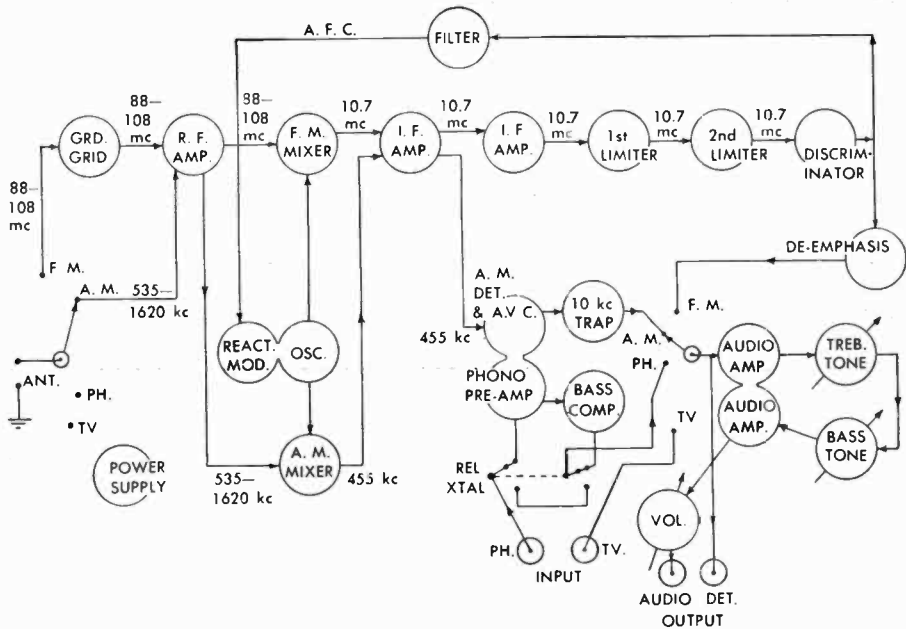 A. F. C.
FILTER
88—
108
mc
GRD.
GRID
88—
108
mc
R. F.
AMP.
88—
108
mc
F. M.
MIXER
10.7
mc
I. F.
AMP.
10.7
mc
I. F
AMP.
10.7
mc
1st
LIMITER
10.7
mc
2nd
LIMITER
10.7
mc
DISCRIM-
INATOR
DE-EMPHASIS
F M.
A. M.
535—
1620 kc
ANT.
PH.
TV
POWER
SUPPLY
REACT.
MOD.
OSC.
A. M.
MIXER
535—
1620 kc
455 kc
A. M.
DET.
& A.V C.
455 kc
10 kc
TRAP
PHONO
PRE-AMP
BASS
COMP.
F. M.
A. M.
PH.
TV
REL
XTAL
PH.
TV.
INPUT
AUDIO
AMP
TREB.
TONE
AUDIO
AMP.
BASS
TONE
VOL.
AUDIO
DET.
OUTPUT